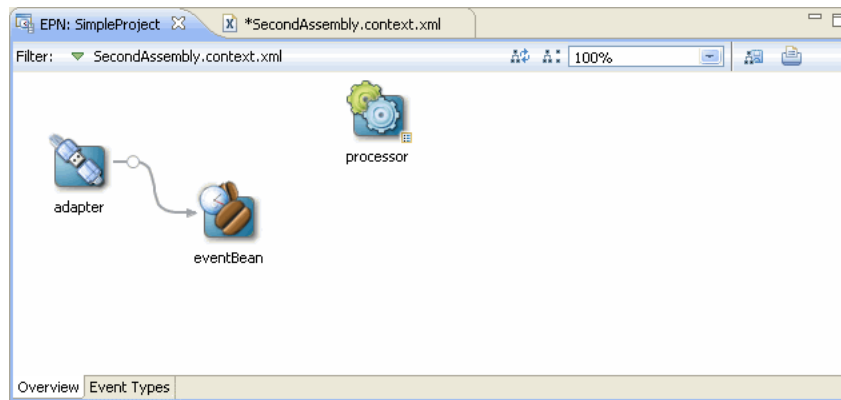 EPN: SimpleProject *SecondAssembly.context.xml
Filter: SecondAssembly.context.xml 100%
processor
adapter
eventBean
Overview Event Types